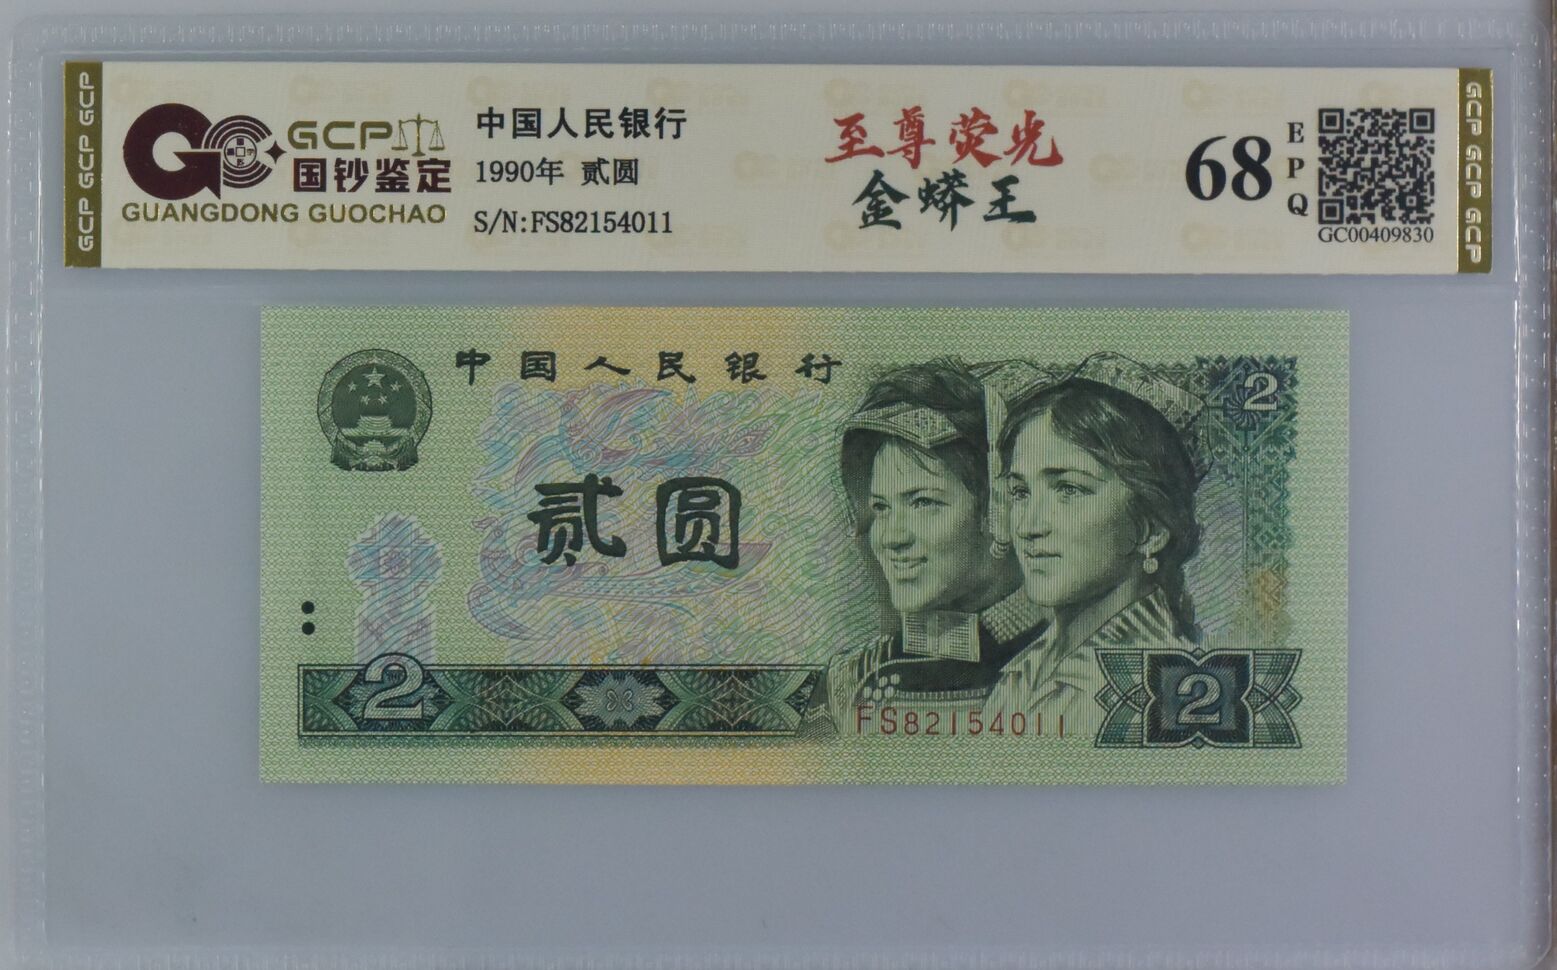 GCP GCP GCP
GCP
国钞鉴定
GUANGDONG GUOCHAO
中国人民银行
1990年 贰圆
S/N:FS82154011
至尊荧光
金蟒王
68
EPQ
GC00409830
GCP GCP GCP
中国人民银行
2
贰圆
2
FS82154011
2